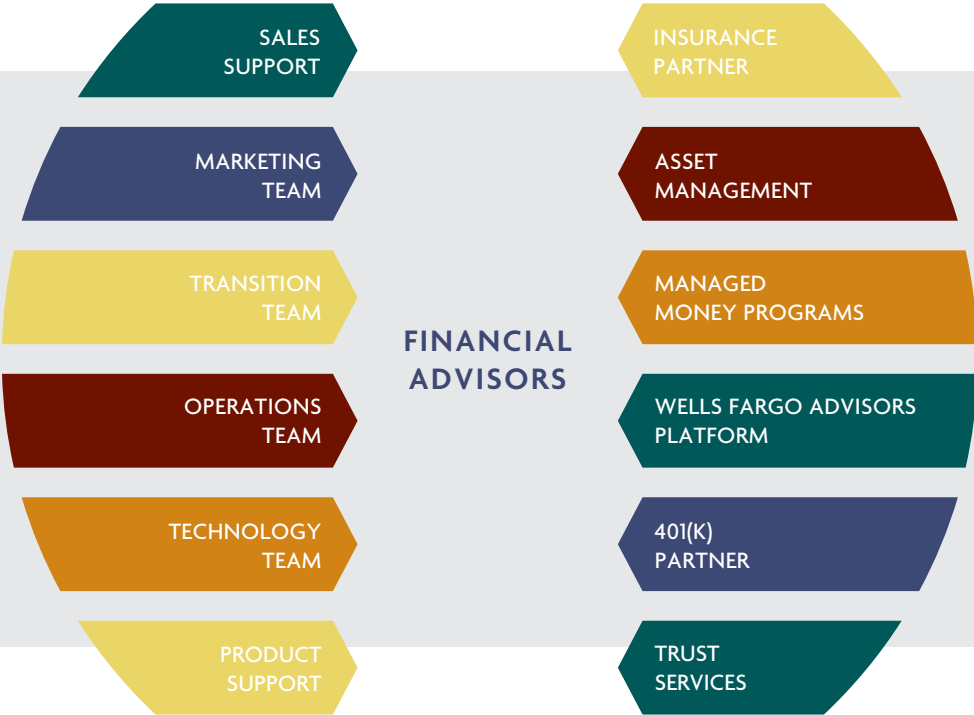 SALES
SUPPORT
MARKETING
TEAM
TRANSITION
TEAM
OPERATIONS
TEAM
TECHNOLOGY
TEAM
PRODUCT
SUPPORT
FINANCIAL
ADVISORS
INSURANCE
PARTNER
ASSET
MANAGEMENT
MANAGED
MONEY PROGRAMS
WELLS FARGO ADVISORS
PLATFORM
401(K)
PARTNER
TRUST
SERVICES